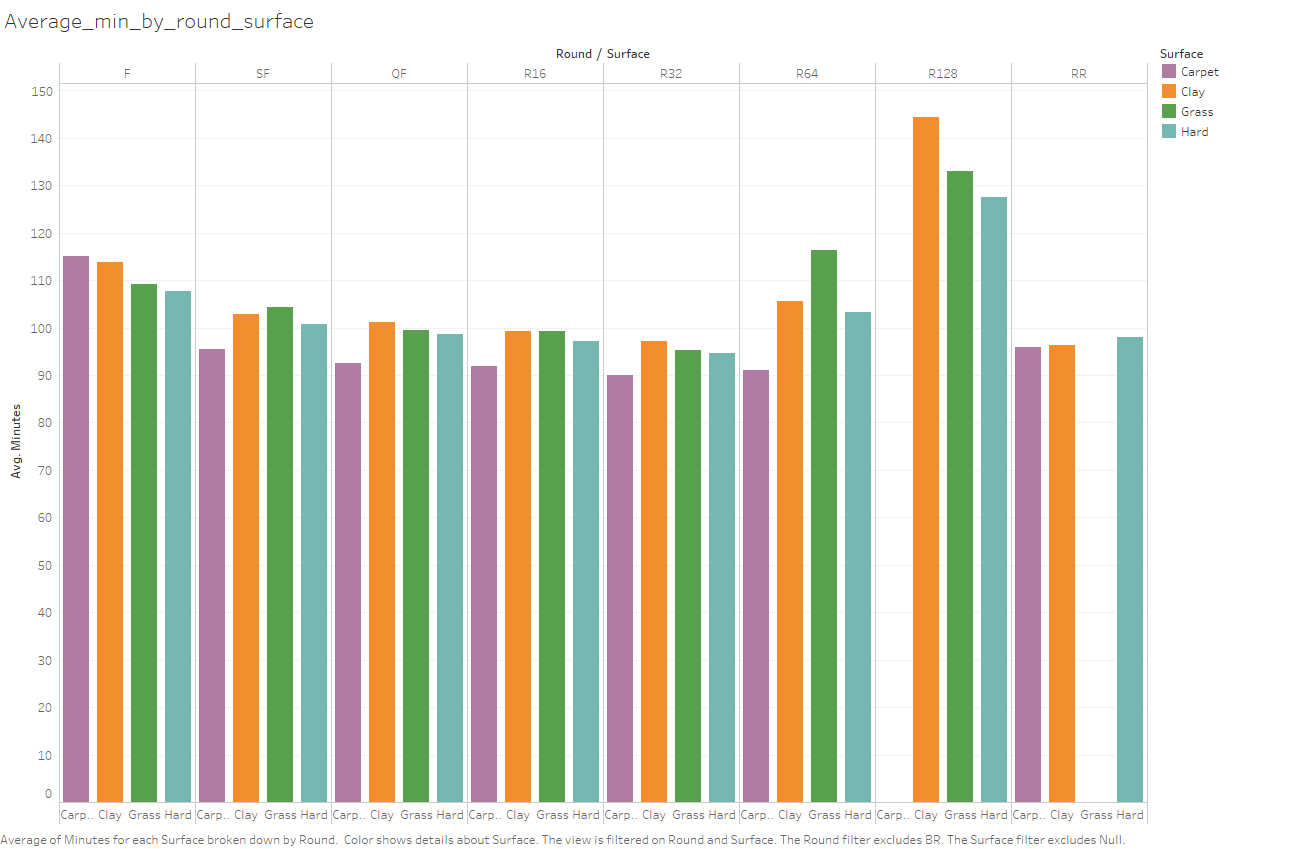 Average_min_by_round_surface
Round / Surface
F SF QF R16 R32 R64 R128 RR
Surface
Carpet
Clay
Grass
Hard
150
140
130
120
110
100
90
80
70
60
50
40
30
20
10
0
Avg. Minutes
Carp.. Clay Grass Hard Carp.. Clay Grass Hard Carp.. Clay Grass Hard Carp.. Clay Grass Hard Carp.. Clay Grass Hard Carp.. Clay Grass Hard Carp.. Clay Grass Hard Carp.. Clay Grass Hard
Average of Minutes for each Surface broken down by Round. Color shows details about Surface. The view is filtered on Round and Surface. The Round filter excludes BR. The Surface filter excludes Null.